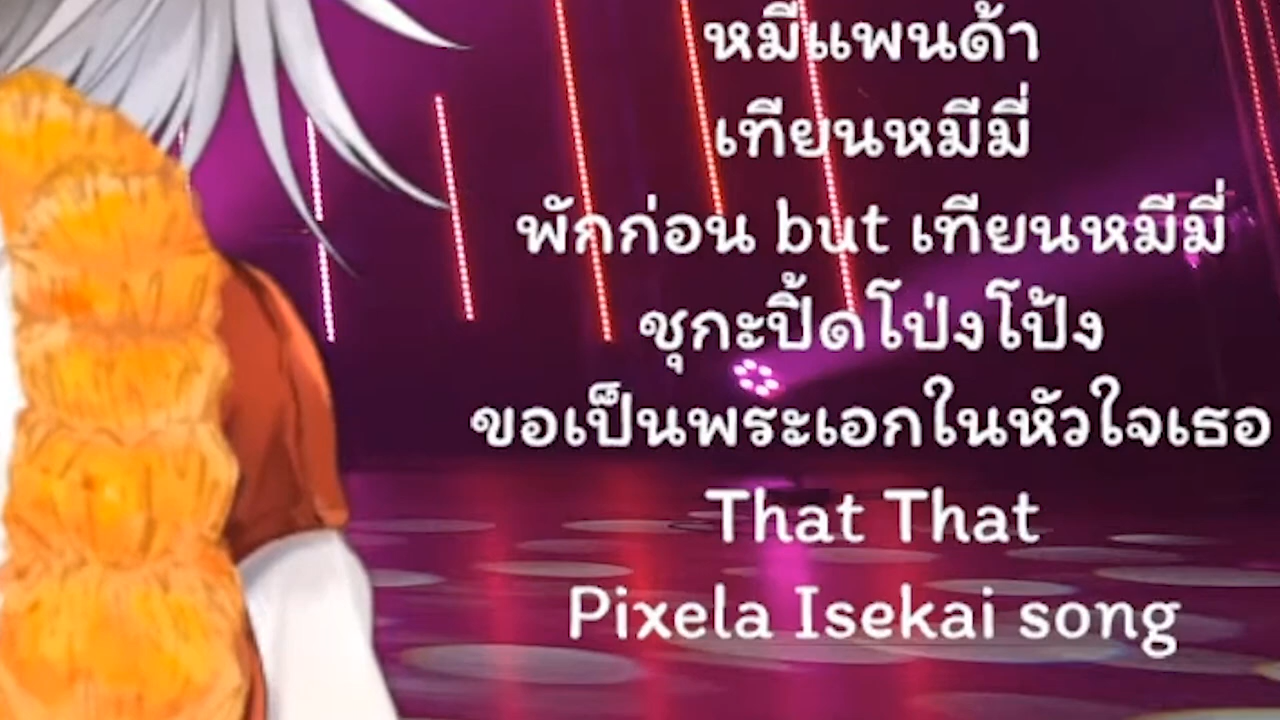 หมีแพนด้า
เทียนหมีมี่
พักก่อน but เทียนหมีมี่
ชุกะปิ้ดโป่งโป้ง
ขอเป็นพระเอกในหัวใจเธอ
That That
Pixela Isekai song